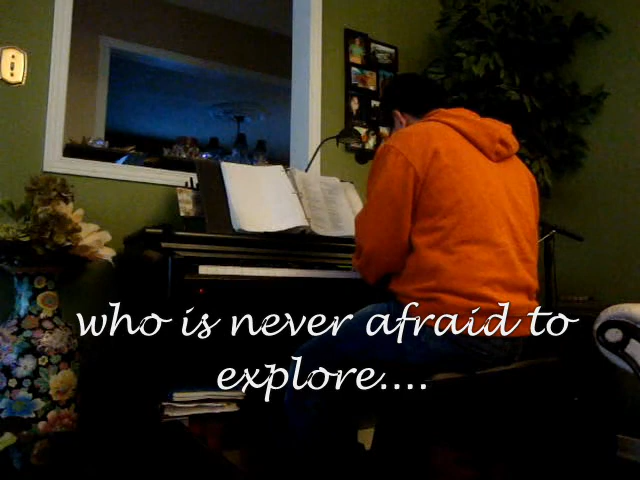 who is never afraid to
explore....